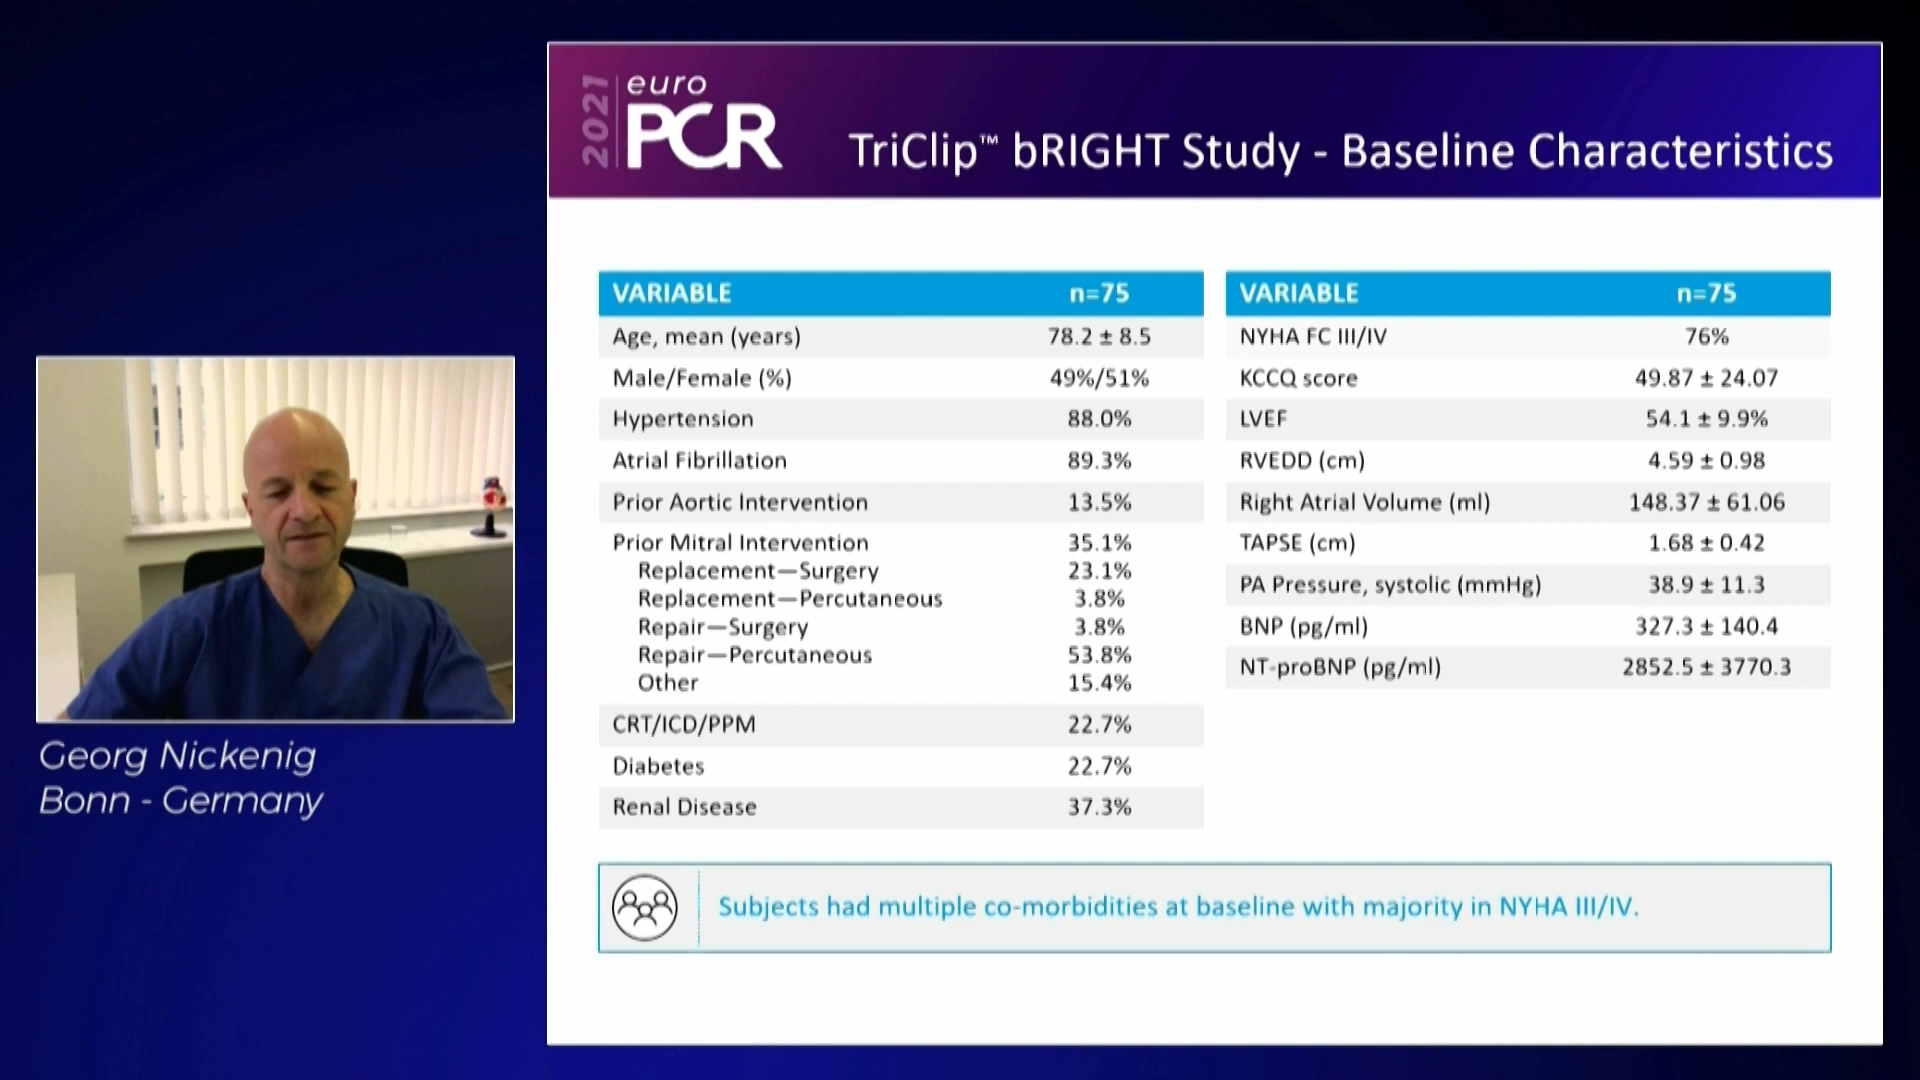 2021
euro
PCR
TriClip™ bRIGHT Study - Baseline Characteristics
VARIABLE n=75
Age, mean (years) 78.2 ± 8.5
Male/Female (%) 49%/51%
Hypertension 88.0%
Atrial Fibrillation 89.3%
Prior Aortic Intervention 13.5%
Prior Mitral Intervention 35.1%
Replacement—Surgery 23.1%
Replacement—Percutaneous 3.8%
Repair—Surgery 3.8%
Repair—Percutaneous 53.8%
Other 15.4%
CRT/ICD/PPM 22.7%
Diabetes 22.7%
Renal Disease 37.3%
VARIABLE n=75
NYHA FC III/IV 76%
KCCQ score 49.87 ± 24.07
LVEF 54.1 ± 9.9%
RVEDD (cm) 4.59 ± 0.98
Right Atrial Volume (ml) 148.37 ± 61.06
TAPSE (cm) 1.68 ± 0.42
PA Pressure, systolic (mmHg) 38.9 ± 11.3
BNP (pg/ml) 327.3 ± 140.4
NT-proBNP (pg/ml) 2852.5 ± 3770.3
Subjects had multiple co-morbidities at baseline with majority in NYHA III/IV.
Georg Nickenig
Bonn - Germany